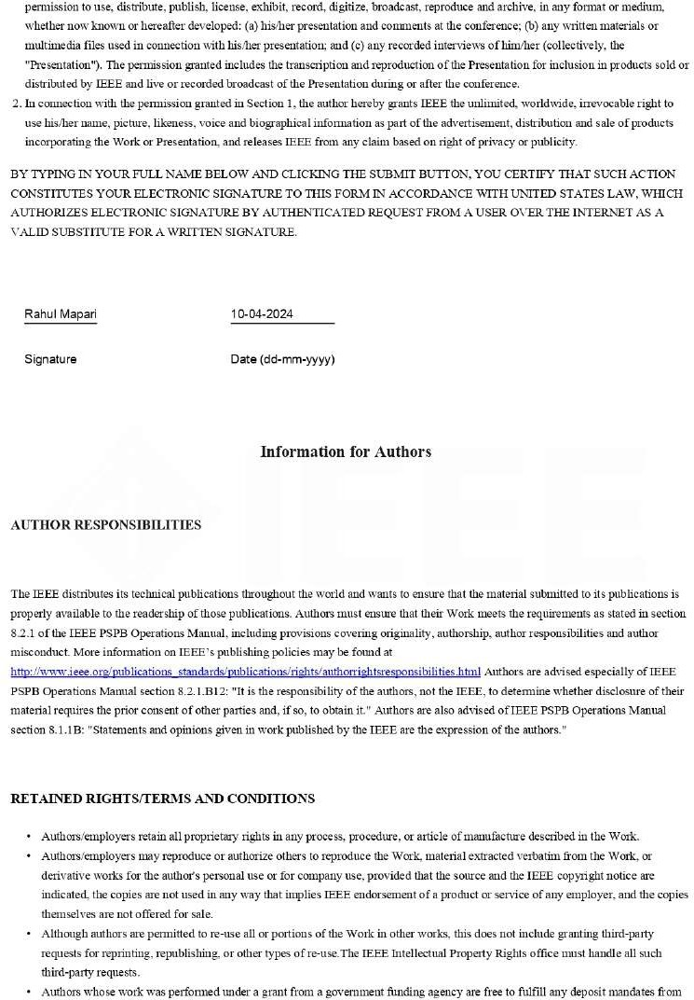 permission to use, distribute, publish, license, exhibit, record, digitize, broadcast, reproduce and archive, in any format or medium,
whether now known or hereafter developed: (a) his/her presentation and comments at the conference; (b) any written materials or
multimedia files used in connection with his/her presentation; and (c) any recorded interviews of him/her (collectively, the
"Presentation"). The permission granted includes the transcription and reproduction of the Presentation for inclusion in products sold or
distributed by IEEE and live or recorded broadcast of the Presentation during or after the conference.
2. In connection with the permission granted in Section 1, the author hereby grants IEEE the unlimited, worldwide, irrevocable right to
use his/her name, picture, likeness, voice and biographical information as part of the advertisement, distribution and sale of products
incorporating the Work or Presentation, and releases IEEE from any claim based on right of privacy or publicity.
BY TYPING IN YOUR FULL NAME BELOW AND CLICKING THE SUBMIT BUTTON, YOU CERTIFY THAT SUCH ACTION
CONSTITUTES YOUR ELECTRONIC SIGNATURE TO THIS FORM IN ACCORDANCE WITH UNITED STATES LAW, WHICH
AUTHORIZES ELECTRONIC SIGNATURE BY AUTHENTICATED REQUEST FROM A USER OVER THE INTERNET AS A
VALID SUBSTITUTE FOR A WRITTEN SIGNATURE.
Rahul Mapari 10-04-2024
Signature Date (dd-mm-yyyy)
Information for Authors
AUTHOR RESPONSIBILITIES
The IEEE distributes its technical publications throughout the world and wants to ensure that the material submitted to its publications is
properly available to the readership of those publications. Authors must ensure that their Work meets the requirements as stated in section
8.2.1 of the IEEE PSPB Operations Manual, including provisions covering originality, authorship, author responsibilities and author
misconduct. More information on IEEE's publishing policies may be found at
http://www.ieee.org/publications_standards/publications/rights/authorrightsresponsibilities.html Authors are advised especially of IEEE
PSPB Operations Manual section 8.2.1.B12: "It is the responsibility of the authors, not the IEEE, to determine whether disclosure of their
material requires the prior consent of other parties and, if so, to obtain it." Authors are also advised of IEEE PSPB Operations Manual
section 8.1.1B: "Statements and opinions given in work published by the IEEE are the expression of the authors."
RETAINED RIGHTS/TERMS AND CONDITIONS
• Authors/employers retain all proprietary rights in any process, procedure, or article of manufacture described in the Work.
• Authors/employers may reproduce or authorize others to reproduce the Work, material extracted verbatim from the Work, or
derivative works for the author's personal use or for company use, provided that the source and the IEEE copyright notice are
indicated, the copies are not used in any way that implies IEEE endorsement of a product or service of any employer, and the copies
themselves are not offered for sale.
• Although authors are permitted to re-use all or portions of the Work in other works, this does not include granting third-party
requests for reprinting, republishing, or other types of re-use.The IEEE Intellectual Property Rights office must handle all such
third-party requests.
• Authors whose work was performed under a grant from a government funding agency are free to fulfill any deposit mandates from